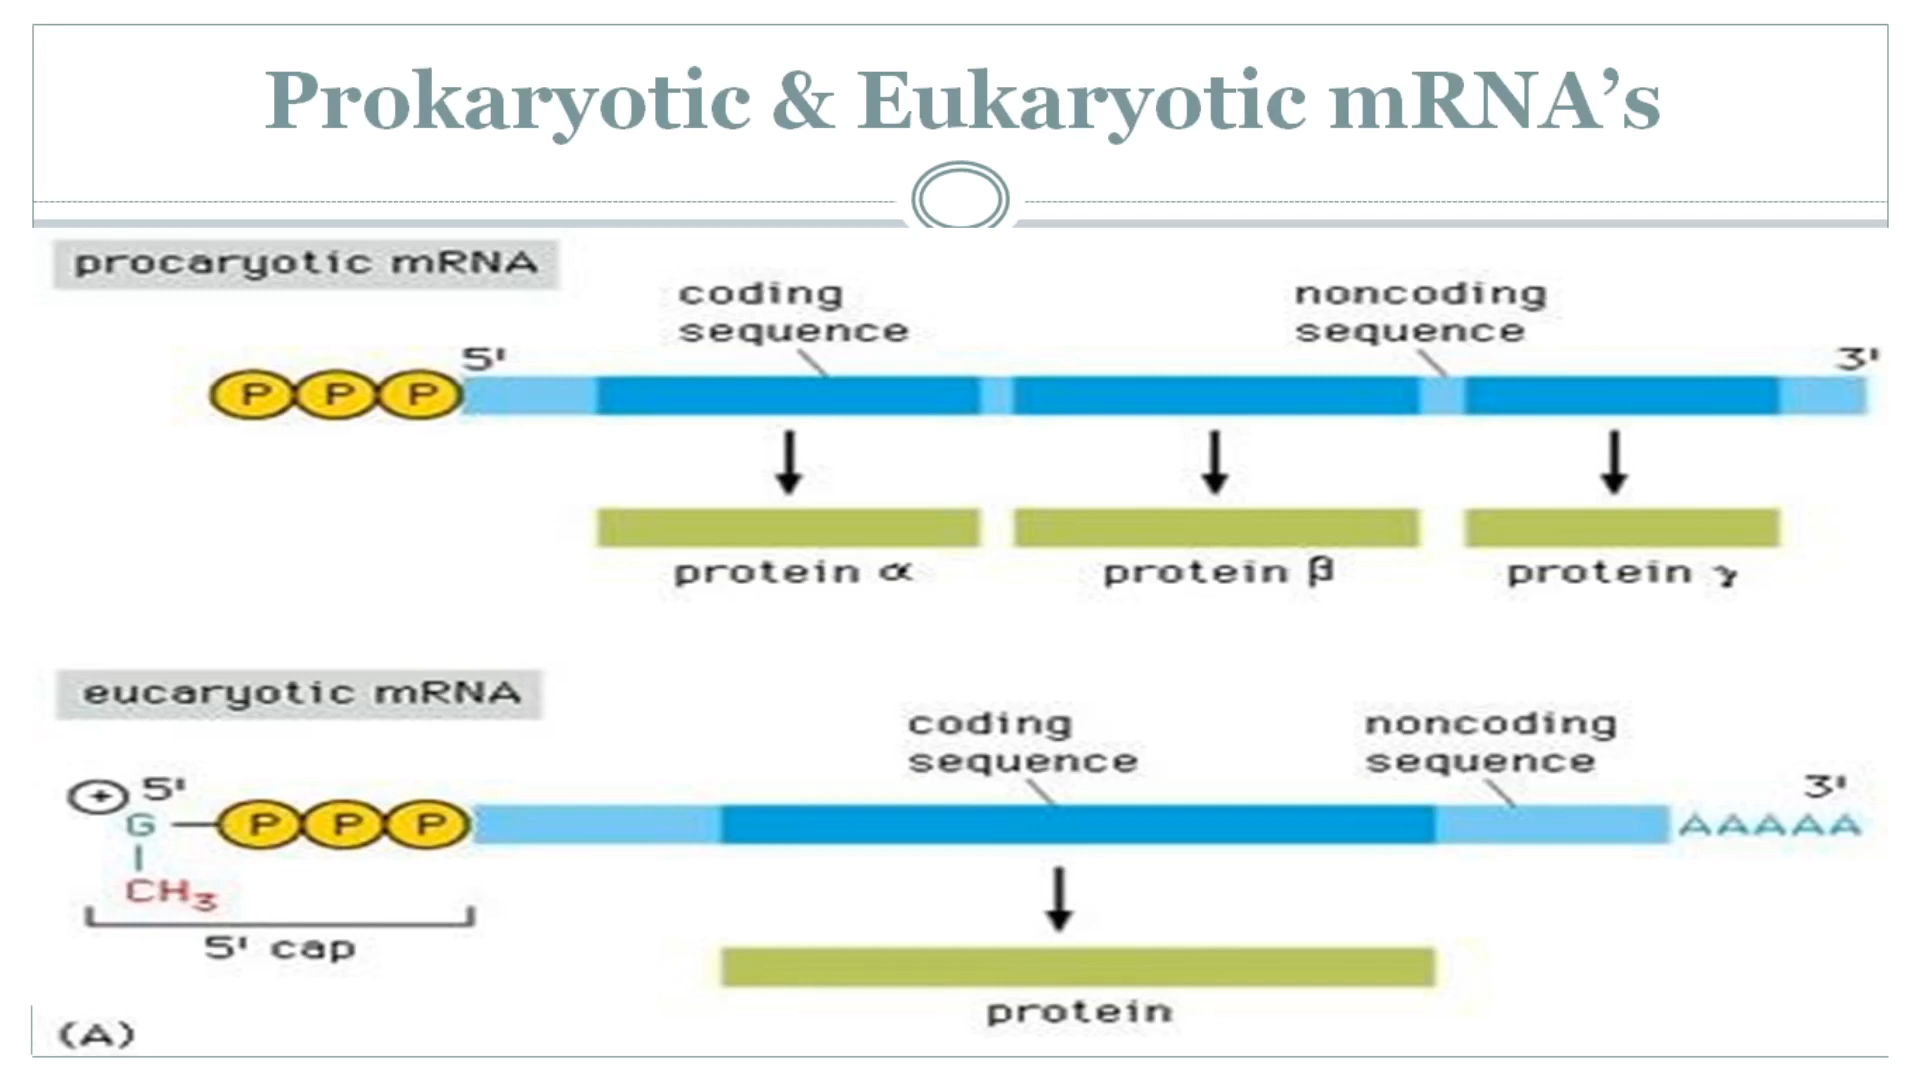 Prokaryotic & Eukaryotic mRNA’s
procaryotic mRNA
coding
sequence
noncoding
sequence
5'
3'
P P P
protein α
protein β
protein γ
eucaryotic mRNA
coding
sequence
noncoding
sequence
+
5'
3'
G
P P P
AAAAA
CH3
5' cap
protein
(A)